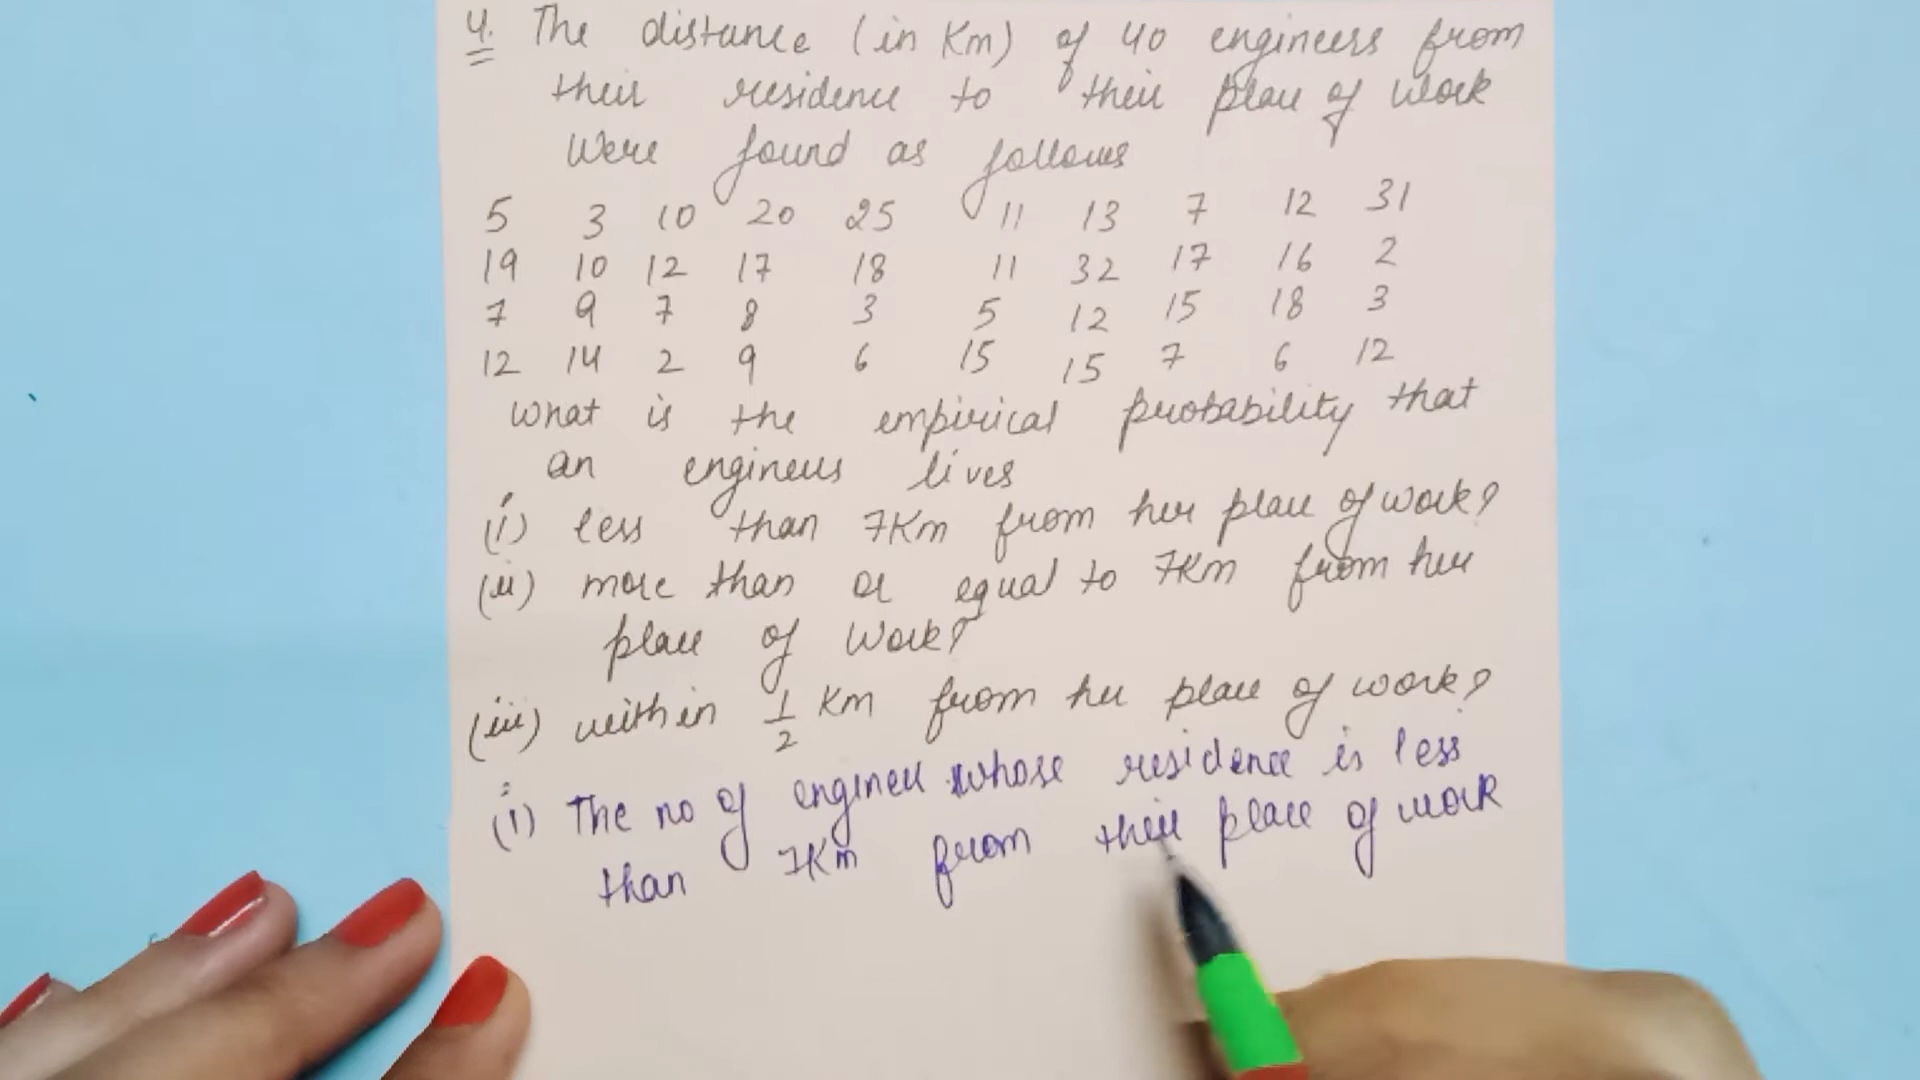 4. The distance (in Km) of 40 engineers from
their residence to their place of work
Were found as follows
5 3 10 20 25 11 13 7 12 31
19 10 12 17 18 11 32 17 16 2
7 9 7 8 3 5 12 15 18 3
12 14 2 9 6 15 15 7 6 12
what is the empirical probability that
an engineers lives
(i) less than 7Km from her place of work?
(ii) more than or equal to 7Km from her
place of Work?
(iii) within 1/2 Km from her place of work?
(i) The no of engineer whose residence is less
than 7Km from their place of work